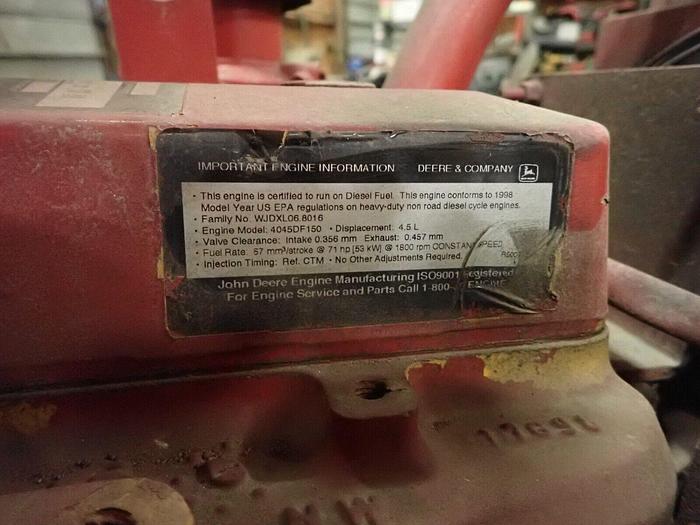 IMPORTANT ENGINE INFORMATION DEERE & COMPANY
• This engine is certified to run on Diesel Fuel. This engine conforms to 1998
Model Year US EPA regulations on heavy-duty non road diesel cycle engines.
• Family No. WJDXL06.8016
• Engine Model: 4045DF150 • Displacement: 4.5 L
• Valve Clearance: Intake 0.356 mm Exhaust: 0.457 mm
• Fuel Rate: 67 mm³/stroke @ 71 hp [53 kW] @ 1800 rpm CONSTANT SPEED
• Injection Timing: Ref. CTM • No Other Adjustments Required.
John Deere Engine Manufacturing ISO9001 Registered
For Engine Service and Parts Call 1-800- ENGINE